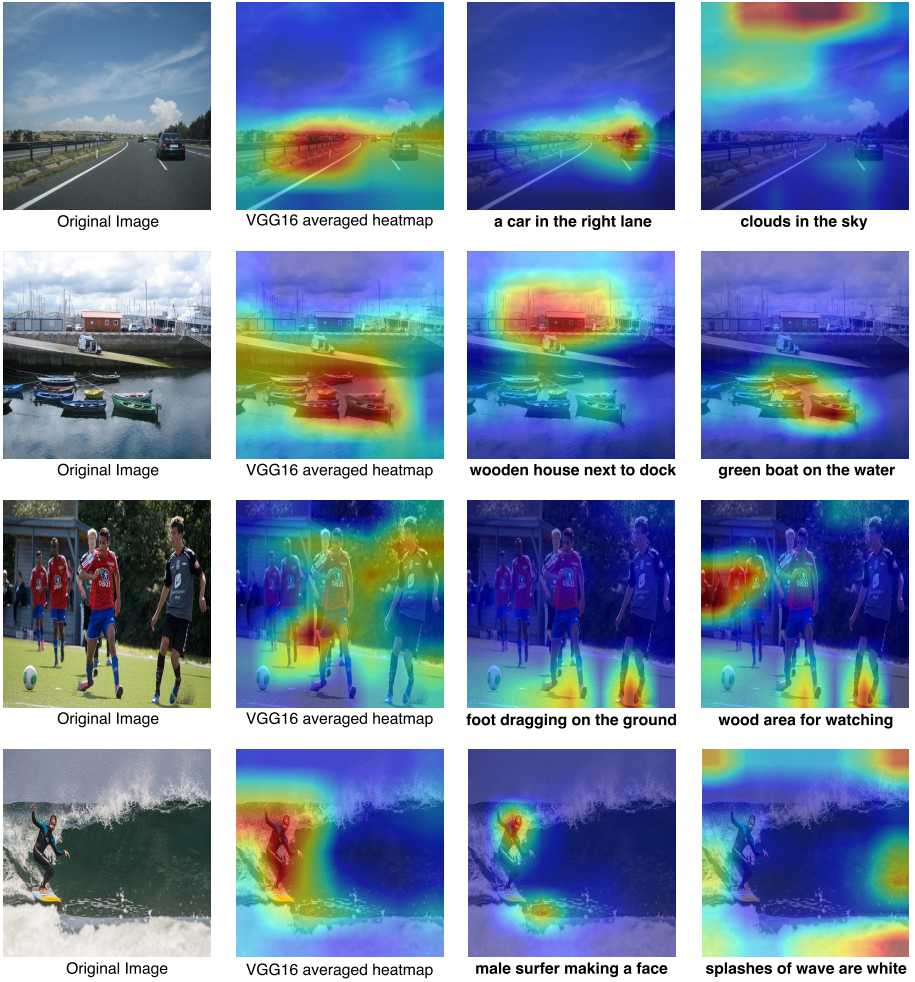 Original Image
VGG16 averaged heatmap
a car in the right lane
clouds in the sky
Original Image
VGG16 averaged heatmap
wooden house next to dock
green boat on the water
Original Image
VGG16 averaged heatmap
foot dragging on the ground
wood area for watching
Original Image
VGG16 averaged heatmap
male surfer making a face
splashes of wave are white